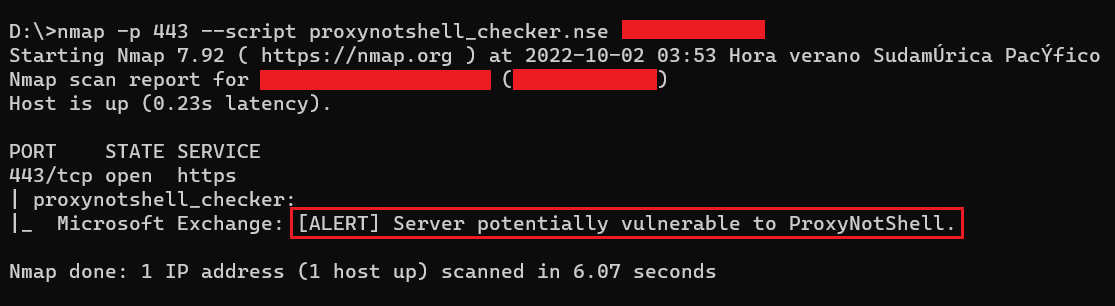 D:\>nmap -p 443 --script proxynotshell_checker.nse
Starting Nmap 7.92 ( https://nmap.org ) at 2022-10-02 03:53 Hora verano SudamÚrica PacÝfico
Nmap scan report for ( )
Host is up (0.23s latency).
PORT    STATE SERVICE
443/tcp open  https
| proxynotshell_checker:
|_  Microsoft Exchange: [ALERT] Server potentially vulnerable to ProxyNotShell.
Nmap done: 1 IP address (1 host up) scanned in 6.07 seconds